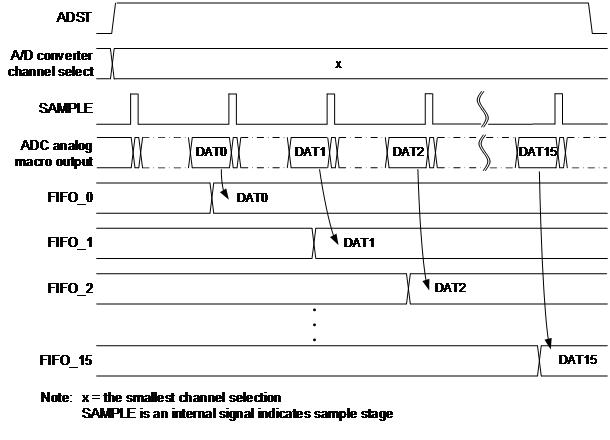 ADST
A/D converter
channel select
x
SAMPLE
ADC analog
macro output
DAT0 DAT1 DAT2 DAT15
FIFO_0 DAT0
FIFO_1 DAT1
FIFO_2 DAT2
FIFO_15 DAT15
Note: x = the smallest channel selection
SAMPLE is an internal signal indicates sample stage